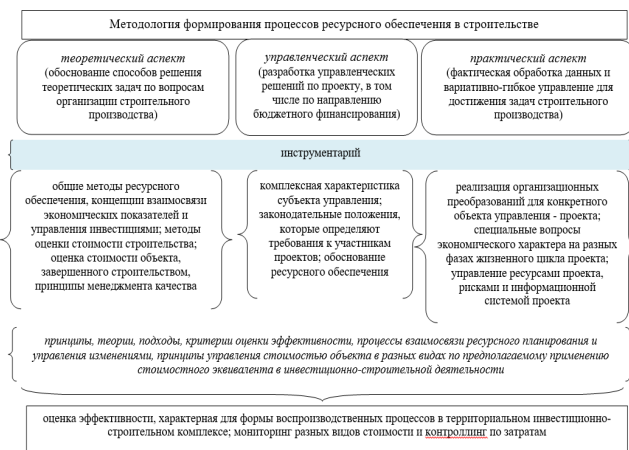 Методология формирования процессов ресурсного обеспечения в строительстве
теоретический аспект
(обоснование способов решения
теоретических задач по вопросам
организации строительного
производства)
управленческий аспект
(разработка управленческих
решений по проекту, в том
числе по направлению
бюджетного финансирования)
практический аспект
(фактическая обработка данных и
вариативно-гибкое управление для
достижения задач строительного
производства)
инструментарий
общие методы ресурсного
обеспечения, концепции взаимосвязи
экономических показателей и
управления инвестициями; методы
оценки стоимости строительства;
оценка стоимости объекта,
завершенного строительством,
принципы менеджмента качества
комплексная характеристика
субъекта управления;
законодательные положения,
которые определяют
требования к участникам
проектов; обоснование
ресурсного обеспечения
реализация организационных
преобразований для конкретного
объекта управления - проекта;
специальные вопросы
экономического характера на разных
фазах жизненного цикла проекта;
управление ресурсами проекта,
рисками и информационной
системой проекта
принципы, теории, подходы, критерии оценки эффективности, процессы взаимосвязи ресурсного планирования и
управления изменениями, принципы управления стоимостью объекта в разных видах по предполагаемому применению
стоимостного эквивалента в инвестиционно-строительной деятельности
оценка эффективности, характерная для формы воспроизводственных процессов в территориальном инвестиционно-
строительном комплексе; мониторинг разных видов стоимости и контроллинг по затратам